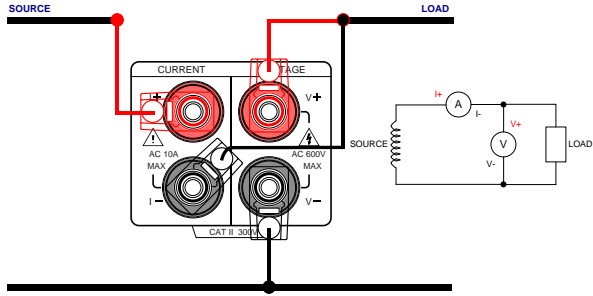 SOURCE LOAD
CURRENT TAGE
I+ V+
AC 10A AC 600V
MAX MAX
I− V−
CAT II 300V
I+
A
I-
V+
SOURCE V LOAD
V-